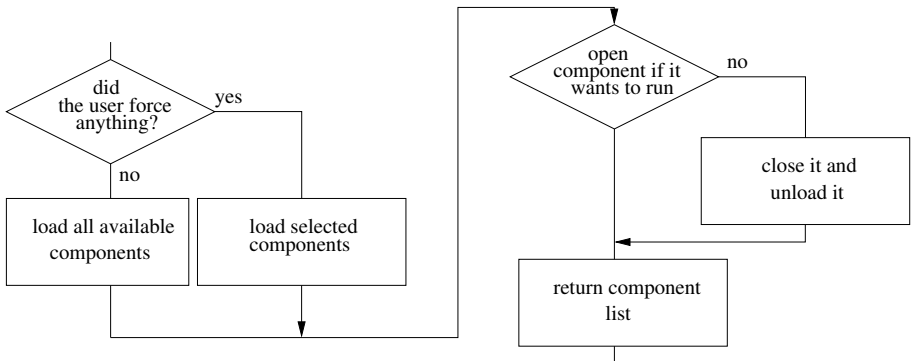 did
the user force
anything?
yes
no
load all available
components
load selected
components
open
component if it
wants to run
no
close it and
unload it
return component
list